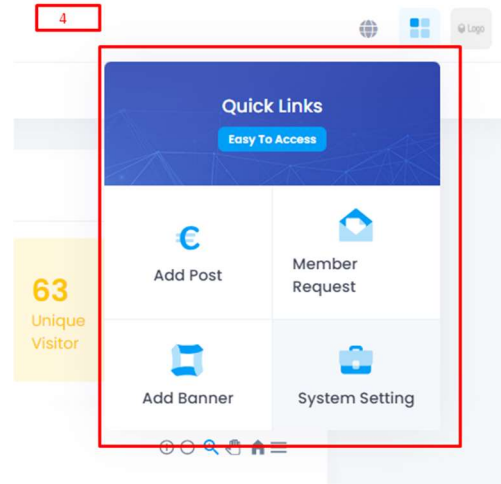 4
Logo
Quick Links
Easy To Access
Add Post
Member
Request
63
Unique
Visitor
Add Banner
System Setting